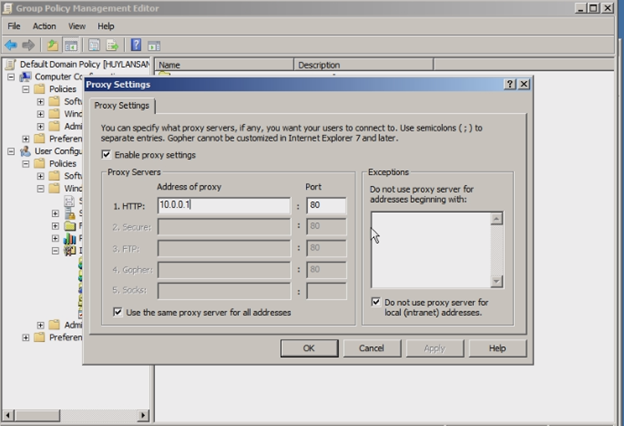 Group Policy Management Editor
File Action View Help
Default Domain Policy [HUYLANSAN
Name Description
Computer Co
Policies
Soft
Wind
Admi
Preferen
User Configu
Policies
Soft
Wind
Admi
Preferen
Proxy Settings
Proxy Settings
You can specify what proxy servers, if any, you want your users to connect to. Use semicolons ( ; ) to
separate entries. Gopher cannot be customized in Internet Explorer 7 and later.
Enable proxy settings
Proxy Servers
Address of proxy Port
1. HTTP: 10.0.0.1 : 80
2. Secure: : 80
3. FTP: : 80
4. Gopher: : 80
5. Socks: :
Use the same proxy server for all addresses
Exceptions
Do not use proxy server for
addresses beginning with:
Do not use proxy server for
local (intranet) addresses.
OK Cancel Apply Help